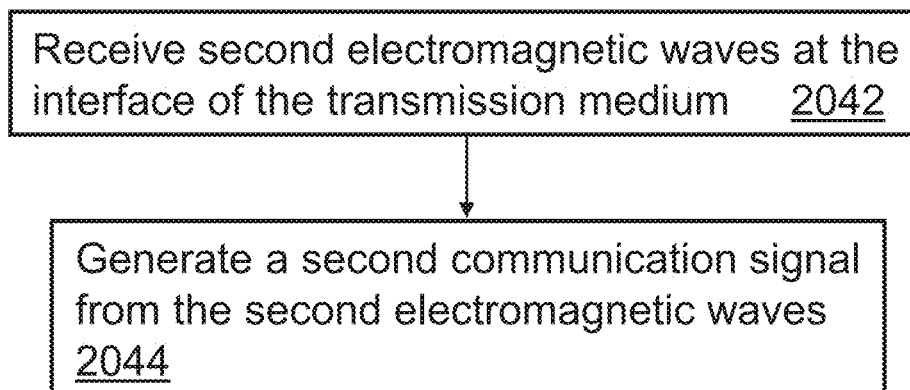 Receive second electromagnetic waves at the
interface of the transmission medium 2042
Generate a second communication signal
from the second electromagnetic waves
2044